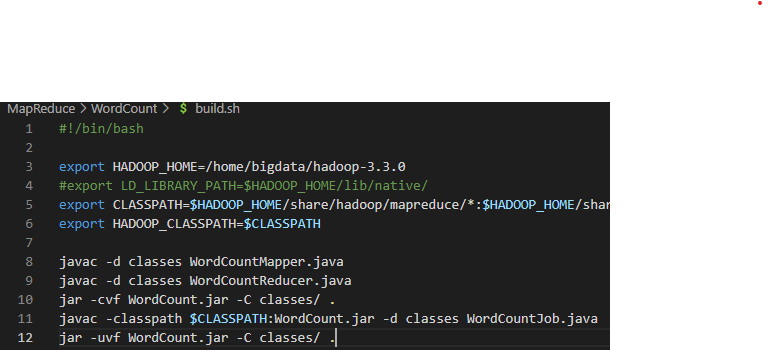 MapReduce > WordCount > $ build.sh
1 #!/bin/bash
2
3 export HADOOP_HOME=/home/bigdata/hadoop-3.3.0
4 #export LD_LIBRARY_PATH=$HADOOP_HOME/lib/native/
5 export CLASSPATH=$HADOOP_HOME/share/hadoop/mapreduce/*:$HADOOP_HOME/shar
6 export HADOOP_CLASSPATH=$CLASSPATH
7
8 javac -d classes WordCountMapper.java
9 javac -d classes WordCountReducer.java
10 jar -cvf WordCount.jar -C classes/ .
11 javac -classpath $CLASSPATH:WordCount.jar -d classes WordCountJob.java
12 jar -uvf WordCount.jar -C classes/ .